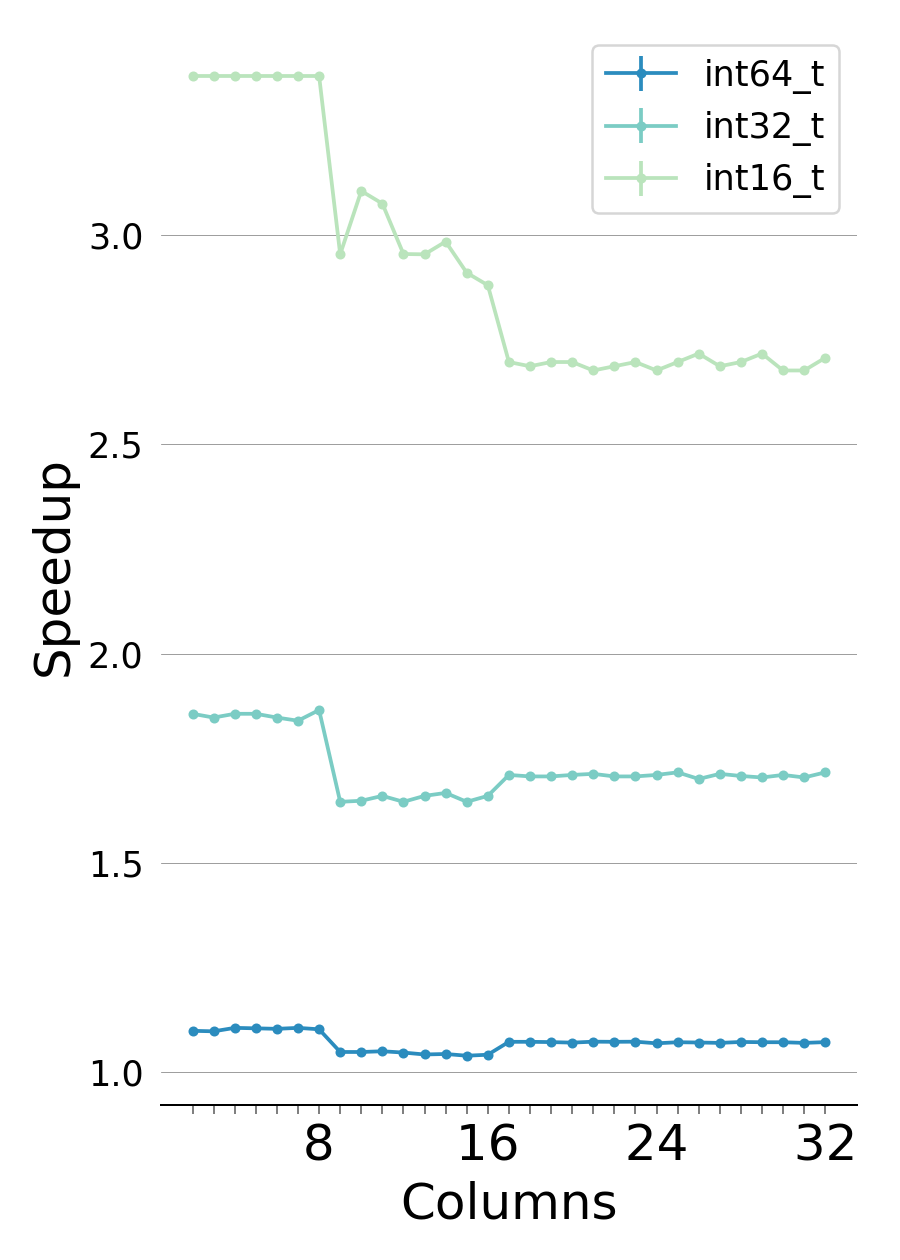 int64_t
int32_t
int16_t
3.0
2.5
2.0
1.5
1.0
Speedup
8 16 24 32
Columns